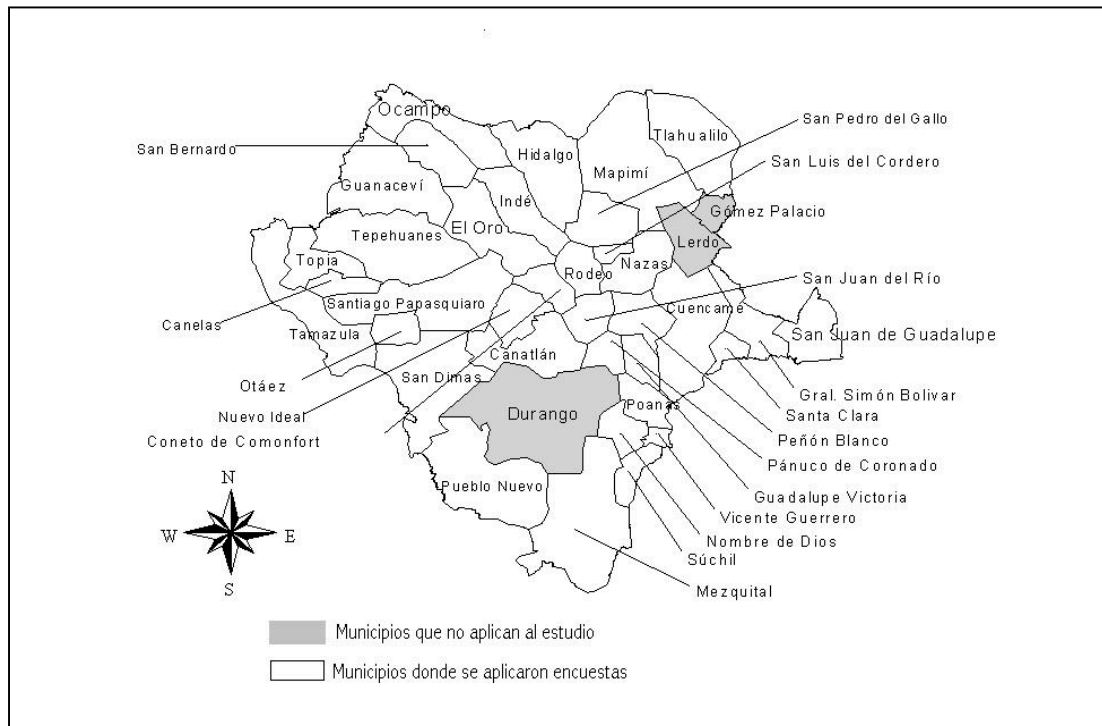 Ocampo
San Pedro del Gallo
Tlahualilo
San Bernardo
Hidalgo
San Luis del Cordero
Mapimí
Guanaceví
Indé
Gómez Palacio
El Oro
Tepehuanes
Lerdo
Topia
Rodeo
Nazas
San Juan del Río
Santiago Papasquiaro
Cuencamé
Canelas
Tamazula
San Juan de Guadalupe
Canatlán
San Dimas
Otáez
Gral. Simón Bolivar
Poanas
Durango
Santa Clara
Nuevo Ideal
Peñón Blanco
Coneto de Comonfort
Pánuco de Coronado
N
Pueblo Nuevo
Guadalupe Victoria
Vicente Guerrero
W
E
Nombre de Dios
Súchil
S
Mezquital
Municipios que no aplican al estudio
Municipios donde se aplicaron encuestas